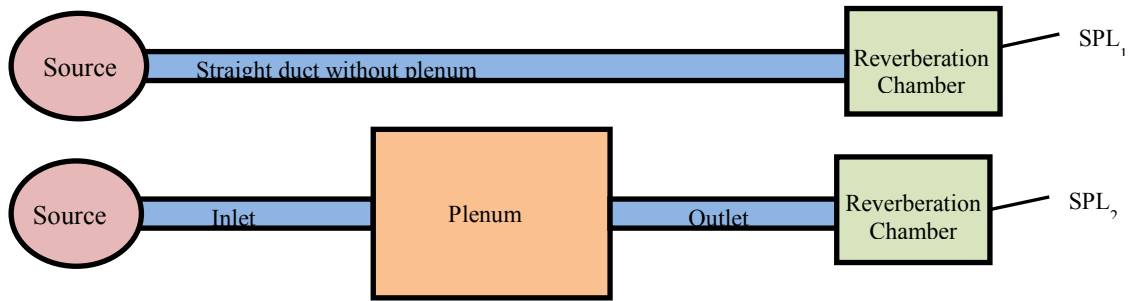 Source
Straight duct without plenum
Reverberation
Chamber
SPL₁
Source
Inlet
Plenum
Outlet
Reverberation
Chamber
SPL₂